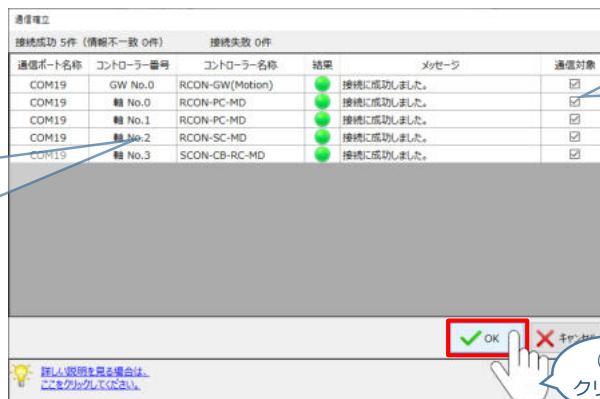 通信確立
接続成功 5件 (情報不一致 0件) 接続失敗 0件
通信ポート名称 コントローラー番号 コントローラー名称 結果 メッセージ 通信対象
COM19 GW No.0 RCON-GW(Motion) 接続に成功しました。
COM19 軸 No.0 RCON-PC-MD 接続に成功しました。
COM19 軸 No.1 RCON-PC-MD 接続に成功しました。
COM19 軸 No.2 RCON-SC-MD 接続に成功しました。
COM19 軸 No.3 SCON-CB-RC-MD 接続に成功しました。
OK
詳しい説明を見る場合は、
ここをクリックしてください。